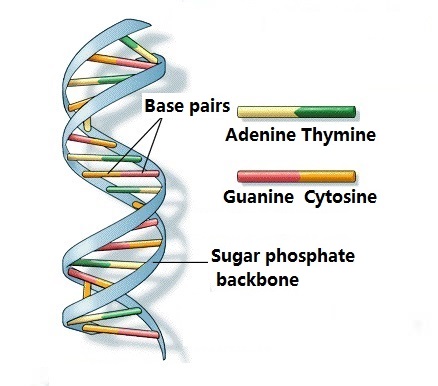 Base pairs
Adenine Thymine
Guanine Cytosine
Sugar phosphate
backbone